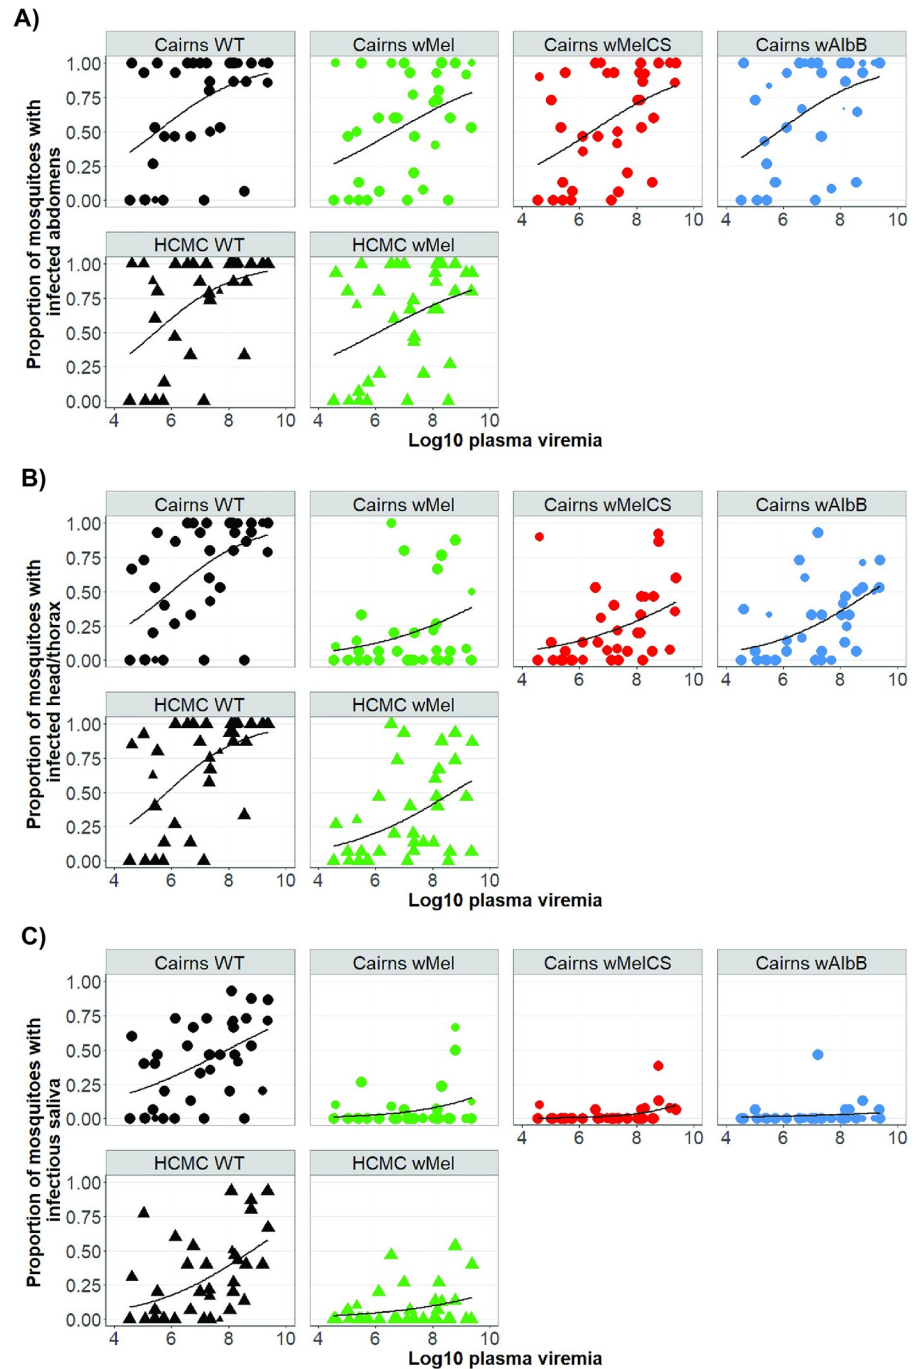 A)
Cairns WT Cairns wMel Cairns wMelCS Cairns wAlbB
1.00
0.75
0.50
0.25
0.00
4 6 8 10 4 6 8 10
HCMC WT HCMC wMel
1.00
0.75
0.50
0.25
0.00
4 6 8 10 4 6 8 10
Proportion of mosquitoes with
infected abdomens
Log10 plasma viremia
B)
Cairns WT Cairns wMel Cairns wMelCS Cairns wAlbB
1.00
0.75
0.50
0.25
0.00
4 6 8 10 4 6 8 10
HCMC WT HCMC wMel
1.00
0.75
0.50
0.25
0.00
4 6 8 10 4 6 8 10
Proportion of mosquitoes with
infected head/thorax
Log10 plasma viremia
C)
Cairns WT Cairns wMel Cairns wMelCS Cairns wAlbB
1.00
0.75
0.50
0.25
0.00
4 6 8 10 4 6 8 10
HCMC WT HCMC wMel
1.00
0.75
0.50
0.25
0.00
4 6 8 10 4 6 8 10
Proportion of mosquitoes with
infectious saliva
Log10 plasma viremia